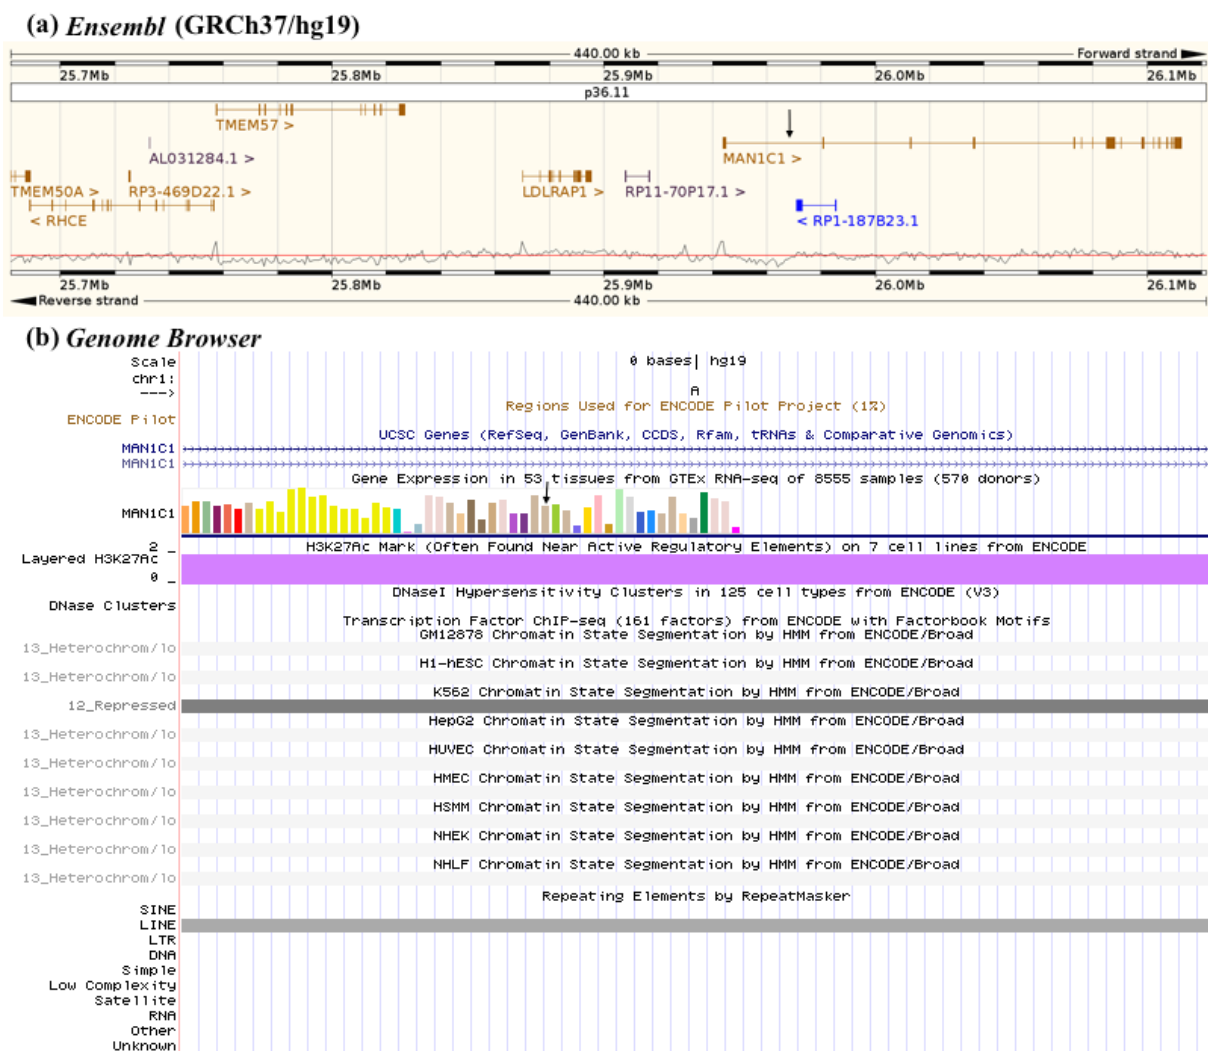 (a) Ensembl (GRCh37/hg19)
440.00 kb Forward strand
25.7Mb 25.8Mb 25.9Mb 26.0Mb 26.1Mb
p36.11
TMEM57 >
AL031284.1 > MAN1C1 >
TMEM50A > RP3-469D22.1 > LDLRAP1 > RP11-70P17.1 >
< RHCE < RP1-187B23.1
25.7Mb 25.8Mb 25.9Mb 26.0Mb 26.1Mb
Reverse strand 440.00 kb
(b) Genome Browser
Scale 0 bases| hg19
chr1:
---> A
Regions Used for ENCODE Pilot Project (1%)
ENCODE Pilot
UCSC Genes (RefSeq, GenBank, CCDS, Rfam, tRNAs & Comparative Genomics)
MAN1C1
MAN1C1
Gene Expression in 53 tissues from GTEx RNA-seq of 8555 samples (570 donors)
MAN1C1
2 _ H3K27Ac Mark (Often Found Near Active Regulatory Elements) on 7 cell lines from ENCODE
Layered H3K27Ac
0 _
DNaseI Hypersensitivity Clusters in 125 cell types from ENCODE (V3)
DNase Clusters
Transcription Factor ChIP-seq (161 factors) from ENCODE with Factorbook Motifs
GM12878 Chromatin State Segmentation by HMM from ENCODE/Broad
13_Heterochrom/lo
H1-hESC Chromatin State Segmentation by HMM from ENCODE/Broad
13_Heterochrom/lo
K562 Chromatin State Segmentation by HMM from ENCODE/Broad
12_Repressed
HepG2 Chromatin State Segmentation by HMM from ENCODE/Broad
13_Heterochrom/lo
HUVEC Chromatin State Segmentation by HMM from ENCODE/Broad
13_Heterochrom/lo
HMEC Chromatin State Segmentation by HMM from ENCODE/Broad
13_Heterochrom/lo
HSMM Chromatin State Segmentation by HMM from ENCODE/Broad
13_Heterochrom/lo
NHEK Chromatin State Segmentation by HMM from ENCODE/Broad
13_Heterochrom/lo
NHLF Chromatin State Segmentation by HMM from ENCODE/Broad
13_Heterochrom/lo
Repeating Elements by RepeatMasker
SINE
LINE
LTR
DNA
Simple
Low Complexity
Satellite
RNA
Other
Unknown